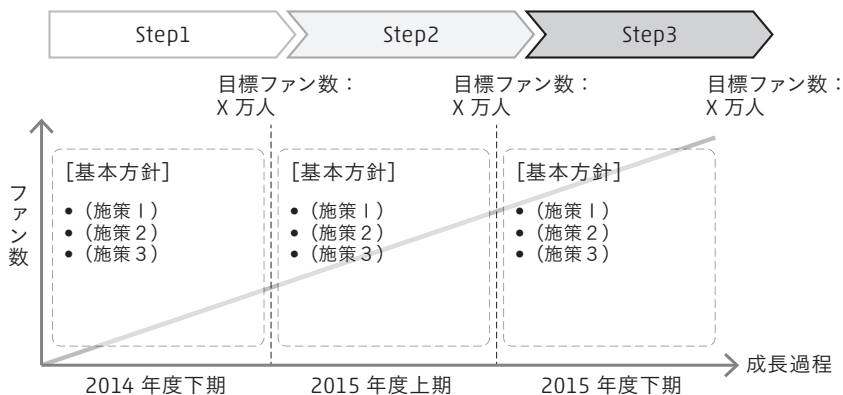 Step1
Step2
Step3
目標ファン数：
X 万人
目標ファン数：
X 万人
目標ファン数：
X 万人
ファン数
[基本方針]
• (施策1)
• (施策2)
• (施策3)
[基本方針]
• (施策1)
• (施策2)
• (施策3)
[基本方針]
• (施策1)
• (施策2)
• (施策3)
成長過程
2014 年度下期
2015 年度上期
2015 年度下期